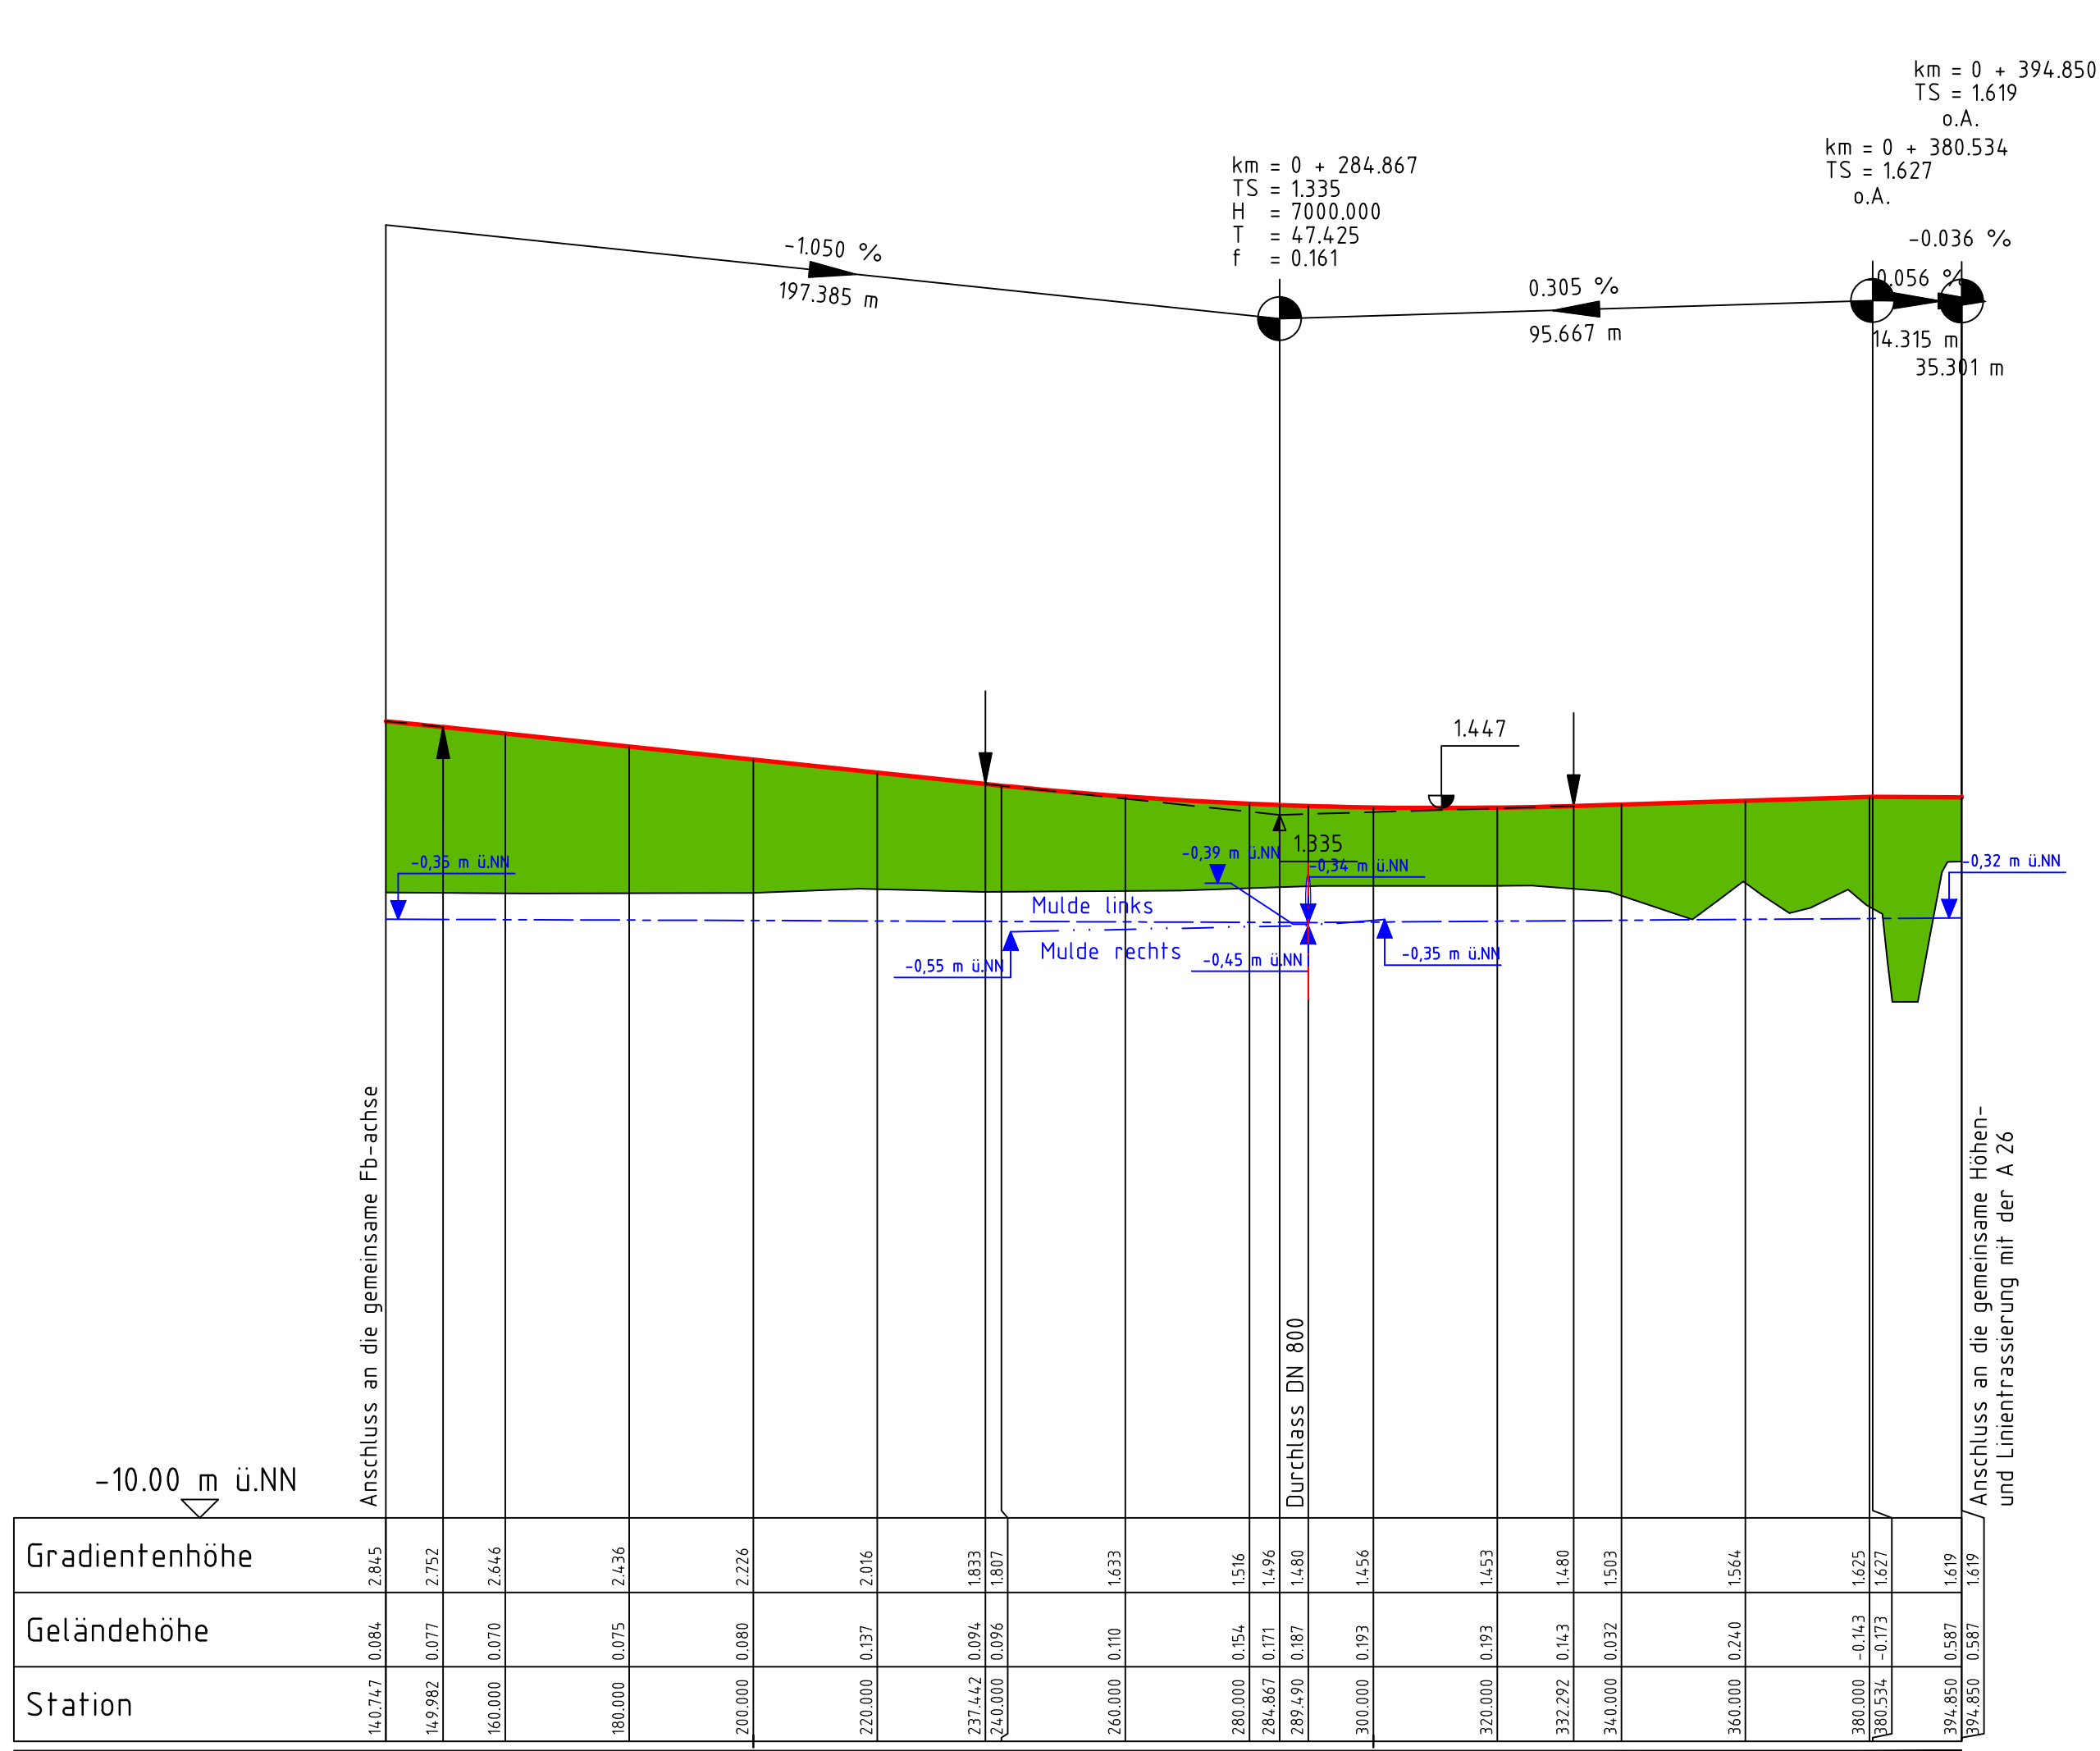 km = 0 + 394.850
TS = 1.619
o.A.
km = 0 + 380.534
TS = 1.627
o.A.
km = 0 + 284.867
TS = 1.335
H = 7000.000
T = 47.425
f = 0.161
-1.050 %
197.385 m
0.305 %
95.667 m
-0.036 %
0.056 %
14.315 m
35.301 m
1.447
1.335
-0,35 m ü.NN
-0,39 m ü.NN
-0,34 m ü.NN
-0,32 m ü.NN
Mulde links
Mulde rechts
-0,55 m ü.NN
-0,45 m ü.NN
-0,35 m ü.NN
Anschluss an die gemeinsame Fb-achse
Durchlass DN 800
Anschluss an die gemeinsame Höhen-
und Linientrassierung mit der A 26
-10.00 m ü.NN
Gradientenhöhe 2.845 2.752 2.646 2.436 2.226 2.016 1.833 1.807 1.633 1.516 1.496 1.480 1.456 1.453 1.480 1.503 1.564 1.625 1.627 1.619 1.619
Geländehöhe 0.084 0.077 0.070 0.075 0.080 0.137 0.094 0.096 0.110 0.154 0.171 0.187 0.193 0.193 0.143 0.032 0.240 -0.143 -0.173 0.587 0.587
Station 140.747 149.982 160.000 180.000 200.000 220.000 237.442 240.000 260.000 280.000 284.867 289.490 300.000 320.000 332.292 340.000 360.000 380.000 380.534 394.850 394.850